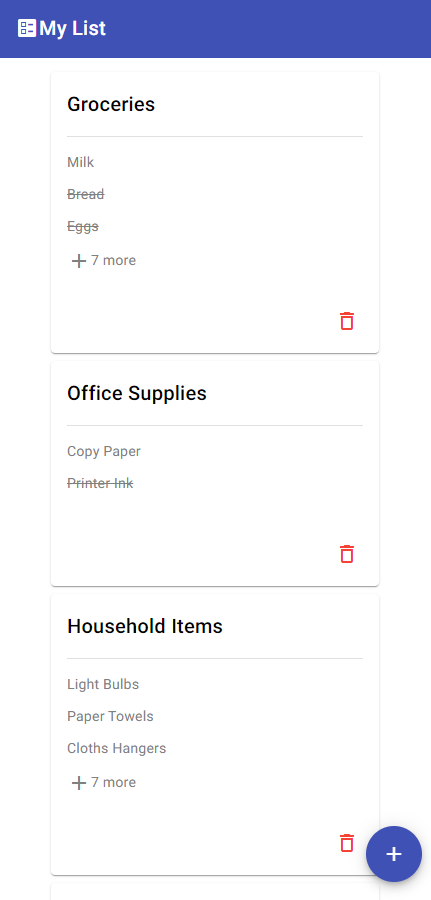 My List
Groceries
Milk
Bread
Eggs
7 more
Office Supplies
Copy Paper
Printer Ink
Household Items
Light Bulbs
Paper Towels
Cloths Hangers
7 more